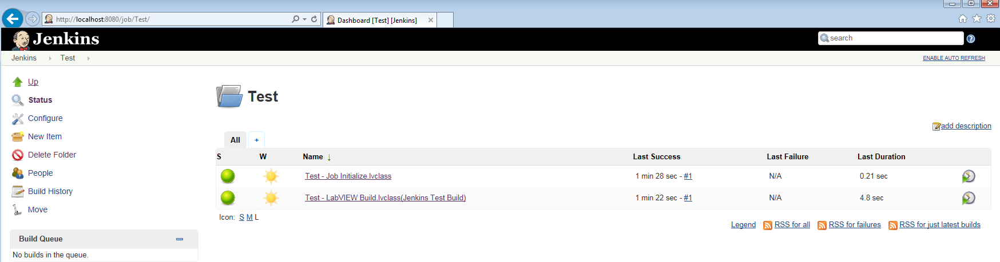 http://localhost:8080/job/Test/
Dashboard [Test] [Jenkins]
Jenkins
search
Jenkins Test
ENABLE AUTO REFRESH
Up
Status
Configure
New Item
Delete Folder
People
Build History
Move
Build Queue
No builds in the queue.
Test
add description
All +
S W Name ↓ Last Success Last Failure Last Duration
Test - Job Initialize.lvclass 1 min 28 sec - #1 N/A 0.21 sec
Test - LabVIEW Build.lvclass(Jenkins Test Build) 1 min 22 sec - #1 N/A 4.8 sec
Icon: S M L
Legend RSS for all RSS for failures RSS for just latest builds